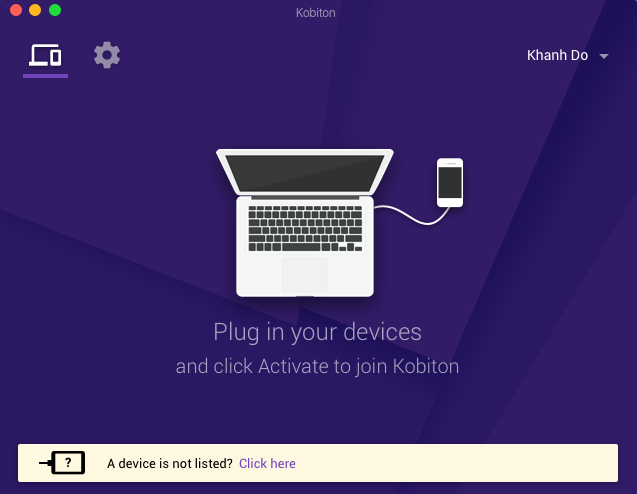 Kobiton
Khanh Do
Plug in your devices
and click Activate to join Kobiton
?
A device is not listed? Click here